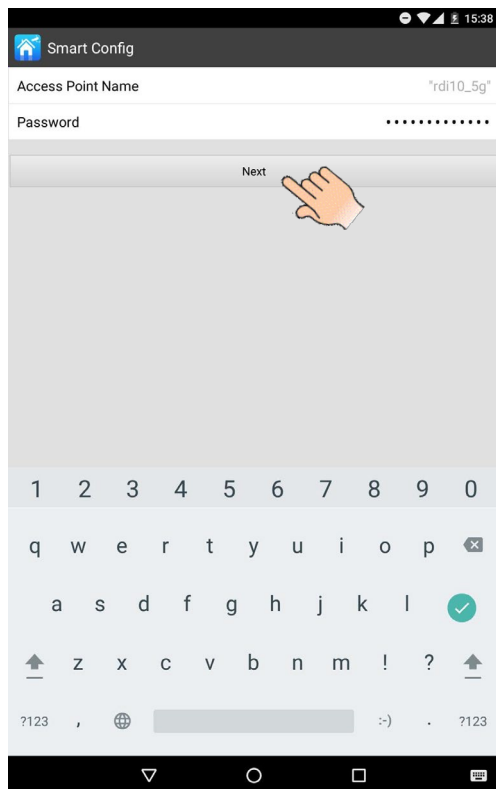 15:38
Smart Config
Access Point Name "rdi10_5g"
Password •••••••••••••
Next
1 2 3 4 5 6 7 8 9 0
q w e r t y u i o p
a s d f g h j k l
z x c v b n m ! ?
?123 , :-) . ?123